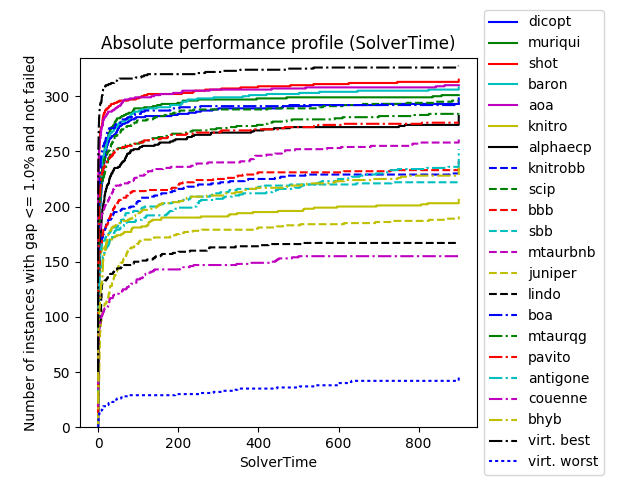 Absolute performance profile (SolverTime)
Number of instances with gap <= 1.0% and not failed
300
250
200
150
100
50
0
0 200 400 600 800
SolverTime
dicopt
muriqui
shot
baron
aoa
knitro
alphaecp
knitrobb
scip
bbb
sbb
mtaurbnb
juniper
lindo
boa
mtaurqg
pavito
antigone
couenne
bhyb
virt. best
virt. worst